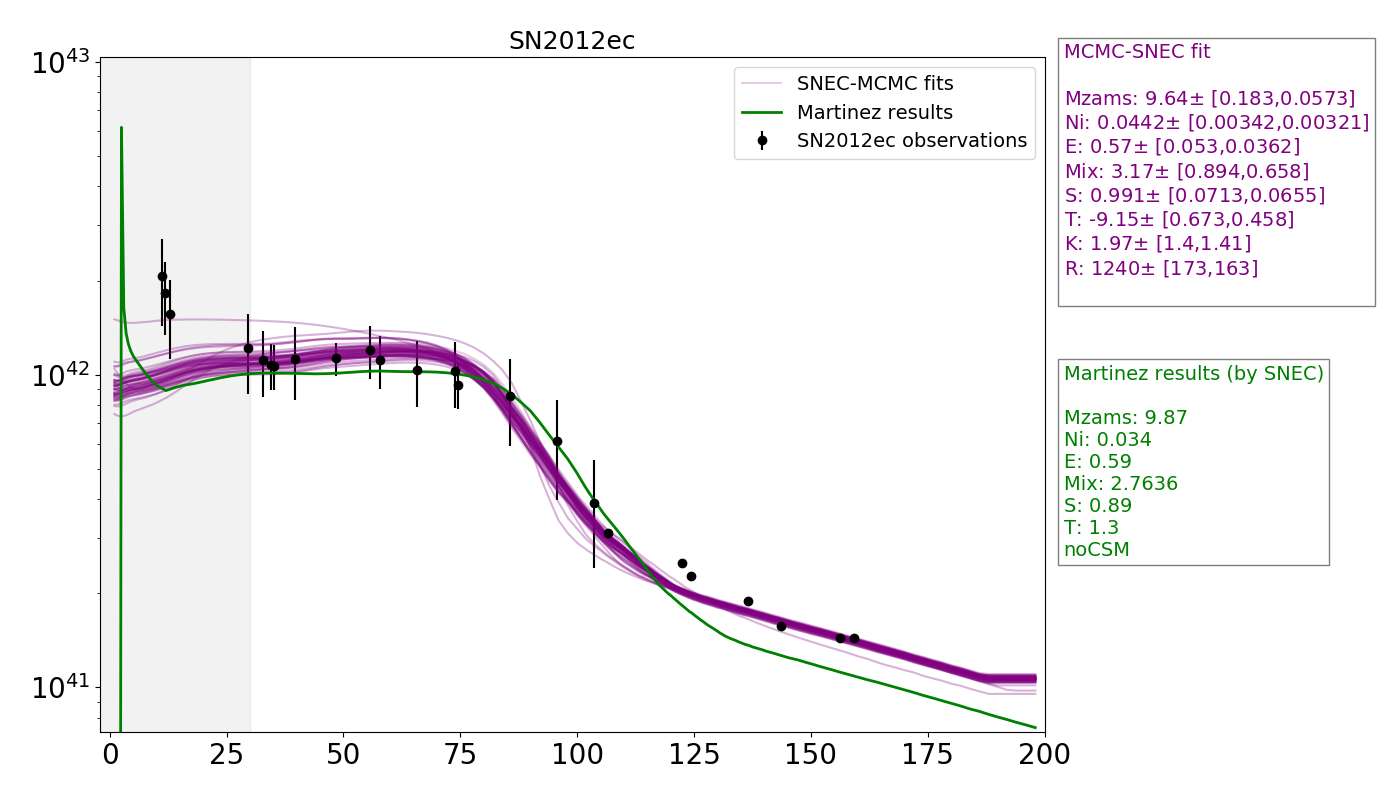 SN2012ec
10^43
10^42
10^41
0 25 50 75 100 125 150 175 200
SNEC-MCMC fits
Martinez results
SN2012ec observations
MCMC-SNEC fit
Mzams: 9.64± [0.183,0.0573]
Ni: 0.0442± [0.00342,0.00321]
E: 0.57± [0.053,0.0362]
Mix: 3.17± [0.894,0.658]
S: 0.991± [0.0713,0.0655]
T: -9.15± [0.673,0.458]
K: 1.97± [1.4,1.41]
R: 1240± [173,163]
Martinez results (by SNEC)
Mzams: 9.87
Ni: 0.034
E: 0.59
Mix: 2.7636
S: 0.89
T: 1.3
noCSM